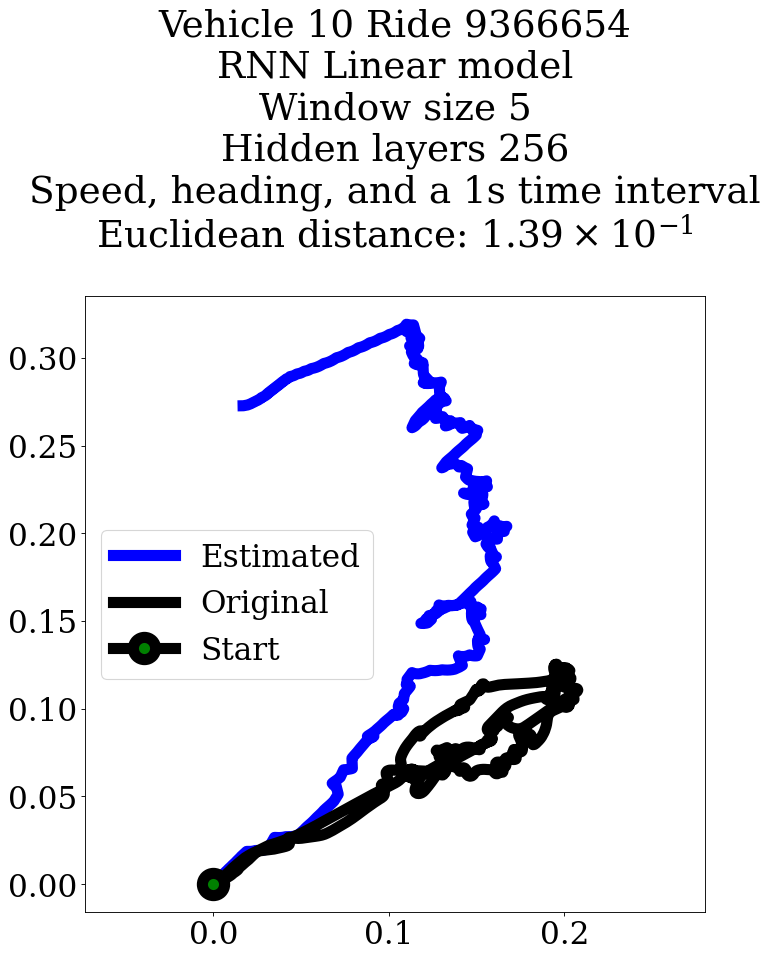 Vehicle 10 Ride 9366654
RNN Linear model
Window size 5
Hidden layers 256
Speed, heading, and a 1s time interval
Euclidean distance: 1.39 × 10⁻¹
0.30
0.25
0.20
0.15
0.10
0.05
0.00
Estimated
Original
Start
0.0 0.1 0.2